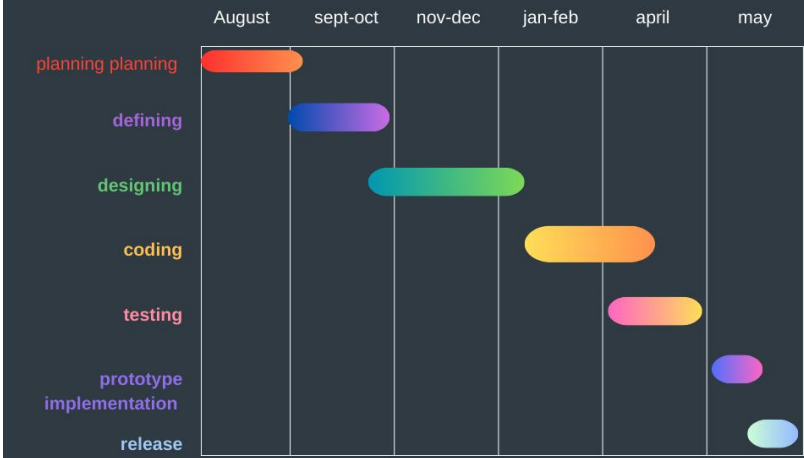 August sept-oct nov-dec jan-feb april may
planning planning
defining
designing
coding
testing
prototype
implementation
release